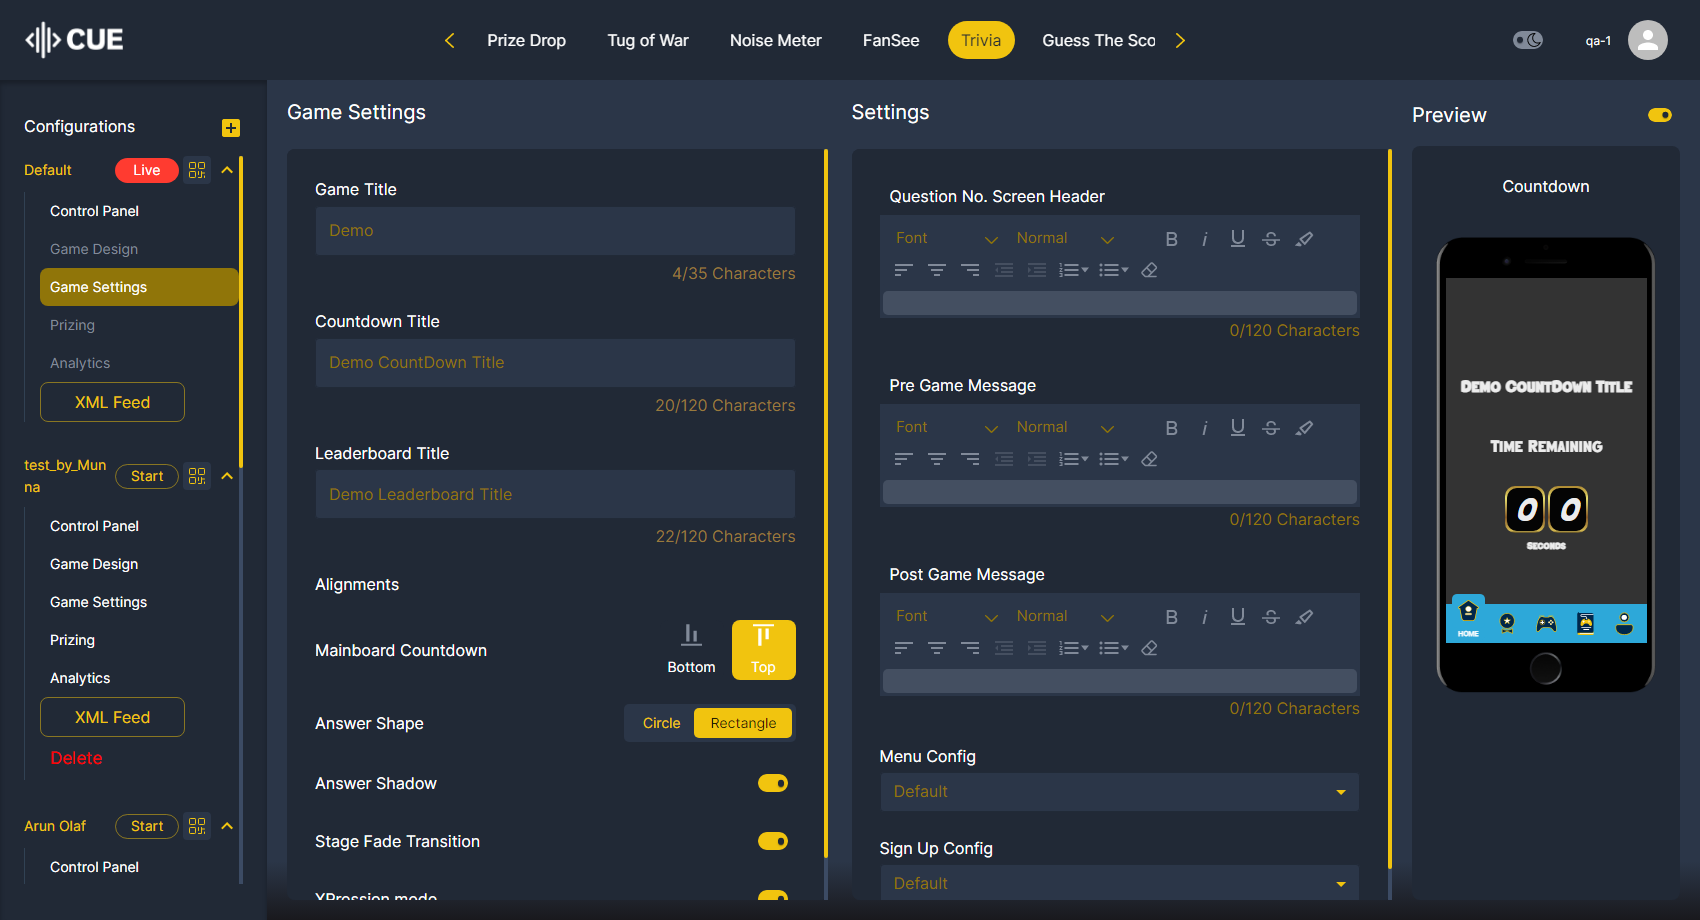 CUE
Prize Drop
Tug of War
Noise Meter
FanSee
Trivia
Guess The Sco
qa-1
Configurations
Default
Live
Control Panel
Game Design
Game Settings
Prizing
Analytics
XML Feed
test_by_Mun
na
Start
Control Panel
Game Design
Game Settings
Prizing
Analytics
XML Feed
Delete
Arun Olaf
Start
Control Panel
Game Settings
Game Title
Demo
4/35 Characters
Countdown Title
Demo CountDown Title
20/120 Characters
Leaderboard Title
Demo Leaderboard Title
22/120 Characters
Alignments
Mainboard Countdown
Bottom
Top
Answer Shape
Circle
Rectangle
Answer Shadow
Stage Fade Transition
XPression mode
Settings
Question No. Screen Header
Font
Normal
0/120 Characters
Pre Game Message
Font
Normal
0/120 Characters
Post Game Message
Font
Normal
0/120 Characters
Menu Config
Default
Sign Up Config
Default
Preview
Countdown
Demo CountDown Title
Time Remaining
0 0
Seconds
HOME